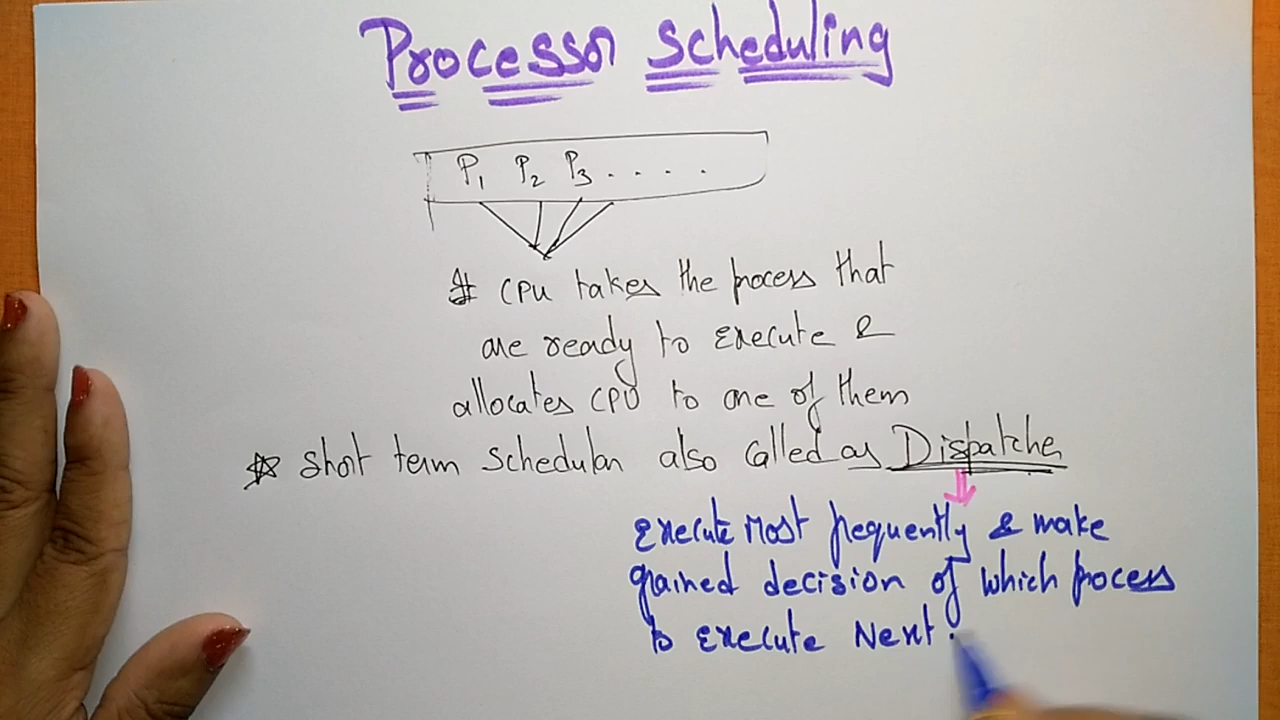 Processor Scheduling
P1 P2 P3 . . . .
# CPU takes the process that
are ready to Execute &
allocates CPU to one of them
☆ Short term Schedular also called as Dispatcher
Execute Most frequently & make
grained decision of which process
to Execute Next.